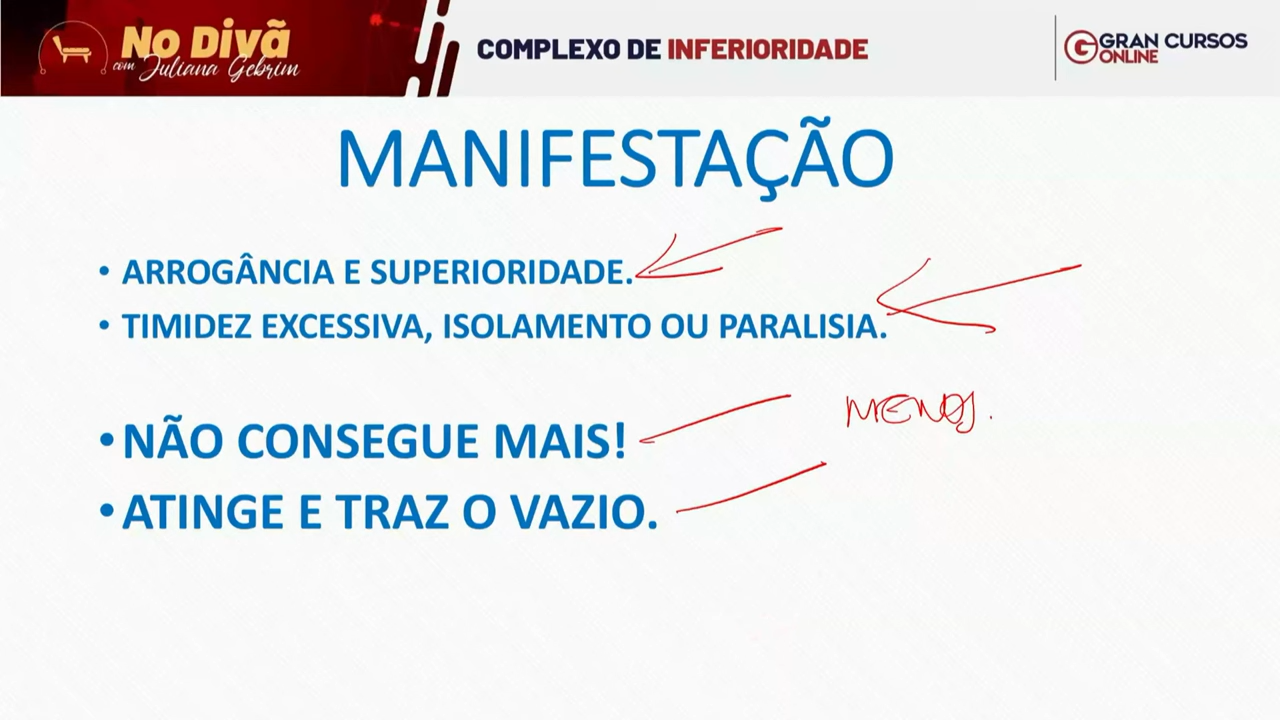 No Divã
com Juliana Gebrim
COMPLEXO DE INFERIORIDADE
G GRAN CURSOS
ONLINE
MANIFESTAÇÃO
• ARROGÂNCIA E SUPERIORIDADE.
• TIMIDEZ EXCESSIVA, ISOLAMENTO OU PARALISIA.
• NÃO CONSEGUE MAIS!
MENOS.
• ATINGE E TRAZ O VAZIO.